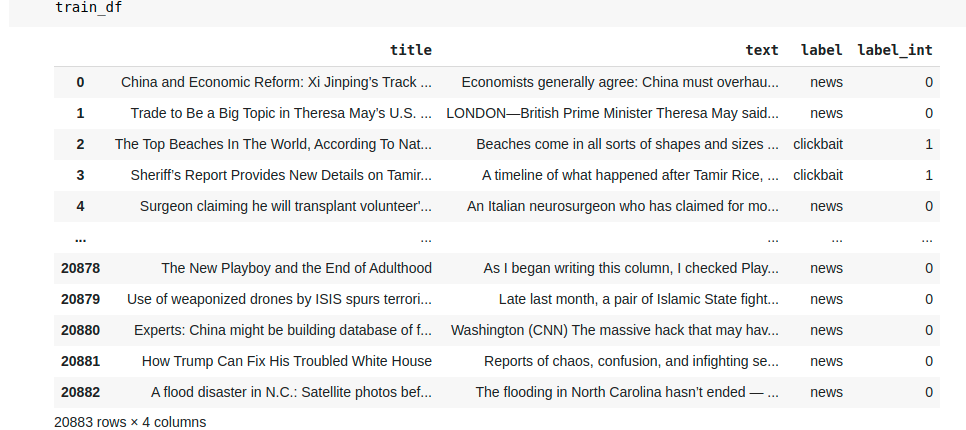 train_df
title text label label_int
0 China and Economic Reform: Xi Jinping’s Track ... Economists generally agree: China must overhau... news 0
1 Trade to Be a Big Topic in Theresa May’s U.S. ... LONDON—British Prime Minister Theresa May said... news 0
2 The Top Beaches In The World, According To Nat... Beaches come in all sorts of shapes and sizes ... clickbait 1
3 Sheriff’s Report Provides New Details on Tamir... A timeline of what happened after Tamir Rice, ... clickbait 1
4 Surgeon claiming he will transplant volunteer'... An Italian neurosurgeon who has claimed for mo... news 0
... ... ... ... ...
20878 The New Playboy and the End of Adulthood As I began writing this column, I checked Play... news 0
20879 Use of weaponized drones by ISIS spurs terrori... Late last month, a pair of Islamic State fight... news 0
20880 Experts: China might be building database of f... Washington (CNN) The massive hack that may hav... news 0
20881 How Trump Can Fix His Troubled White House Reports of chaos, confusion, and infighting se... news 0
20882 A flood disaster in N.C.: Satellite photos bef... The flooding in North Carolina hasn’t ended — ... news 0
20883 rows × 4 columns